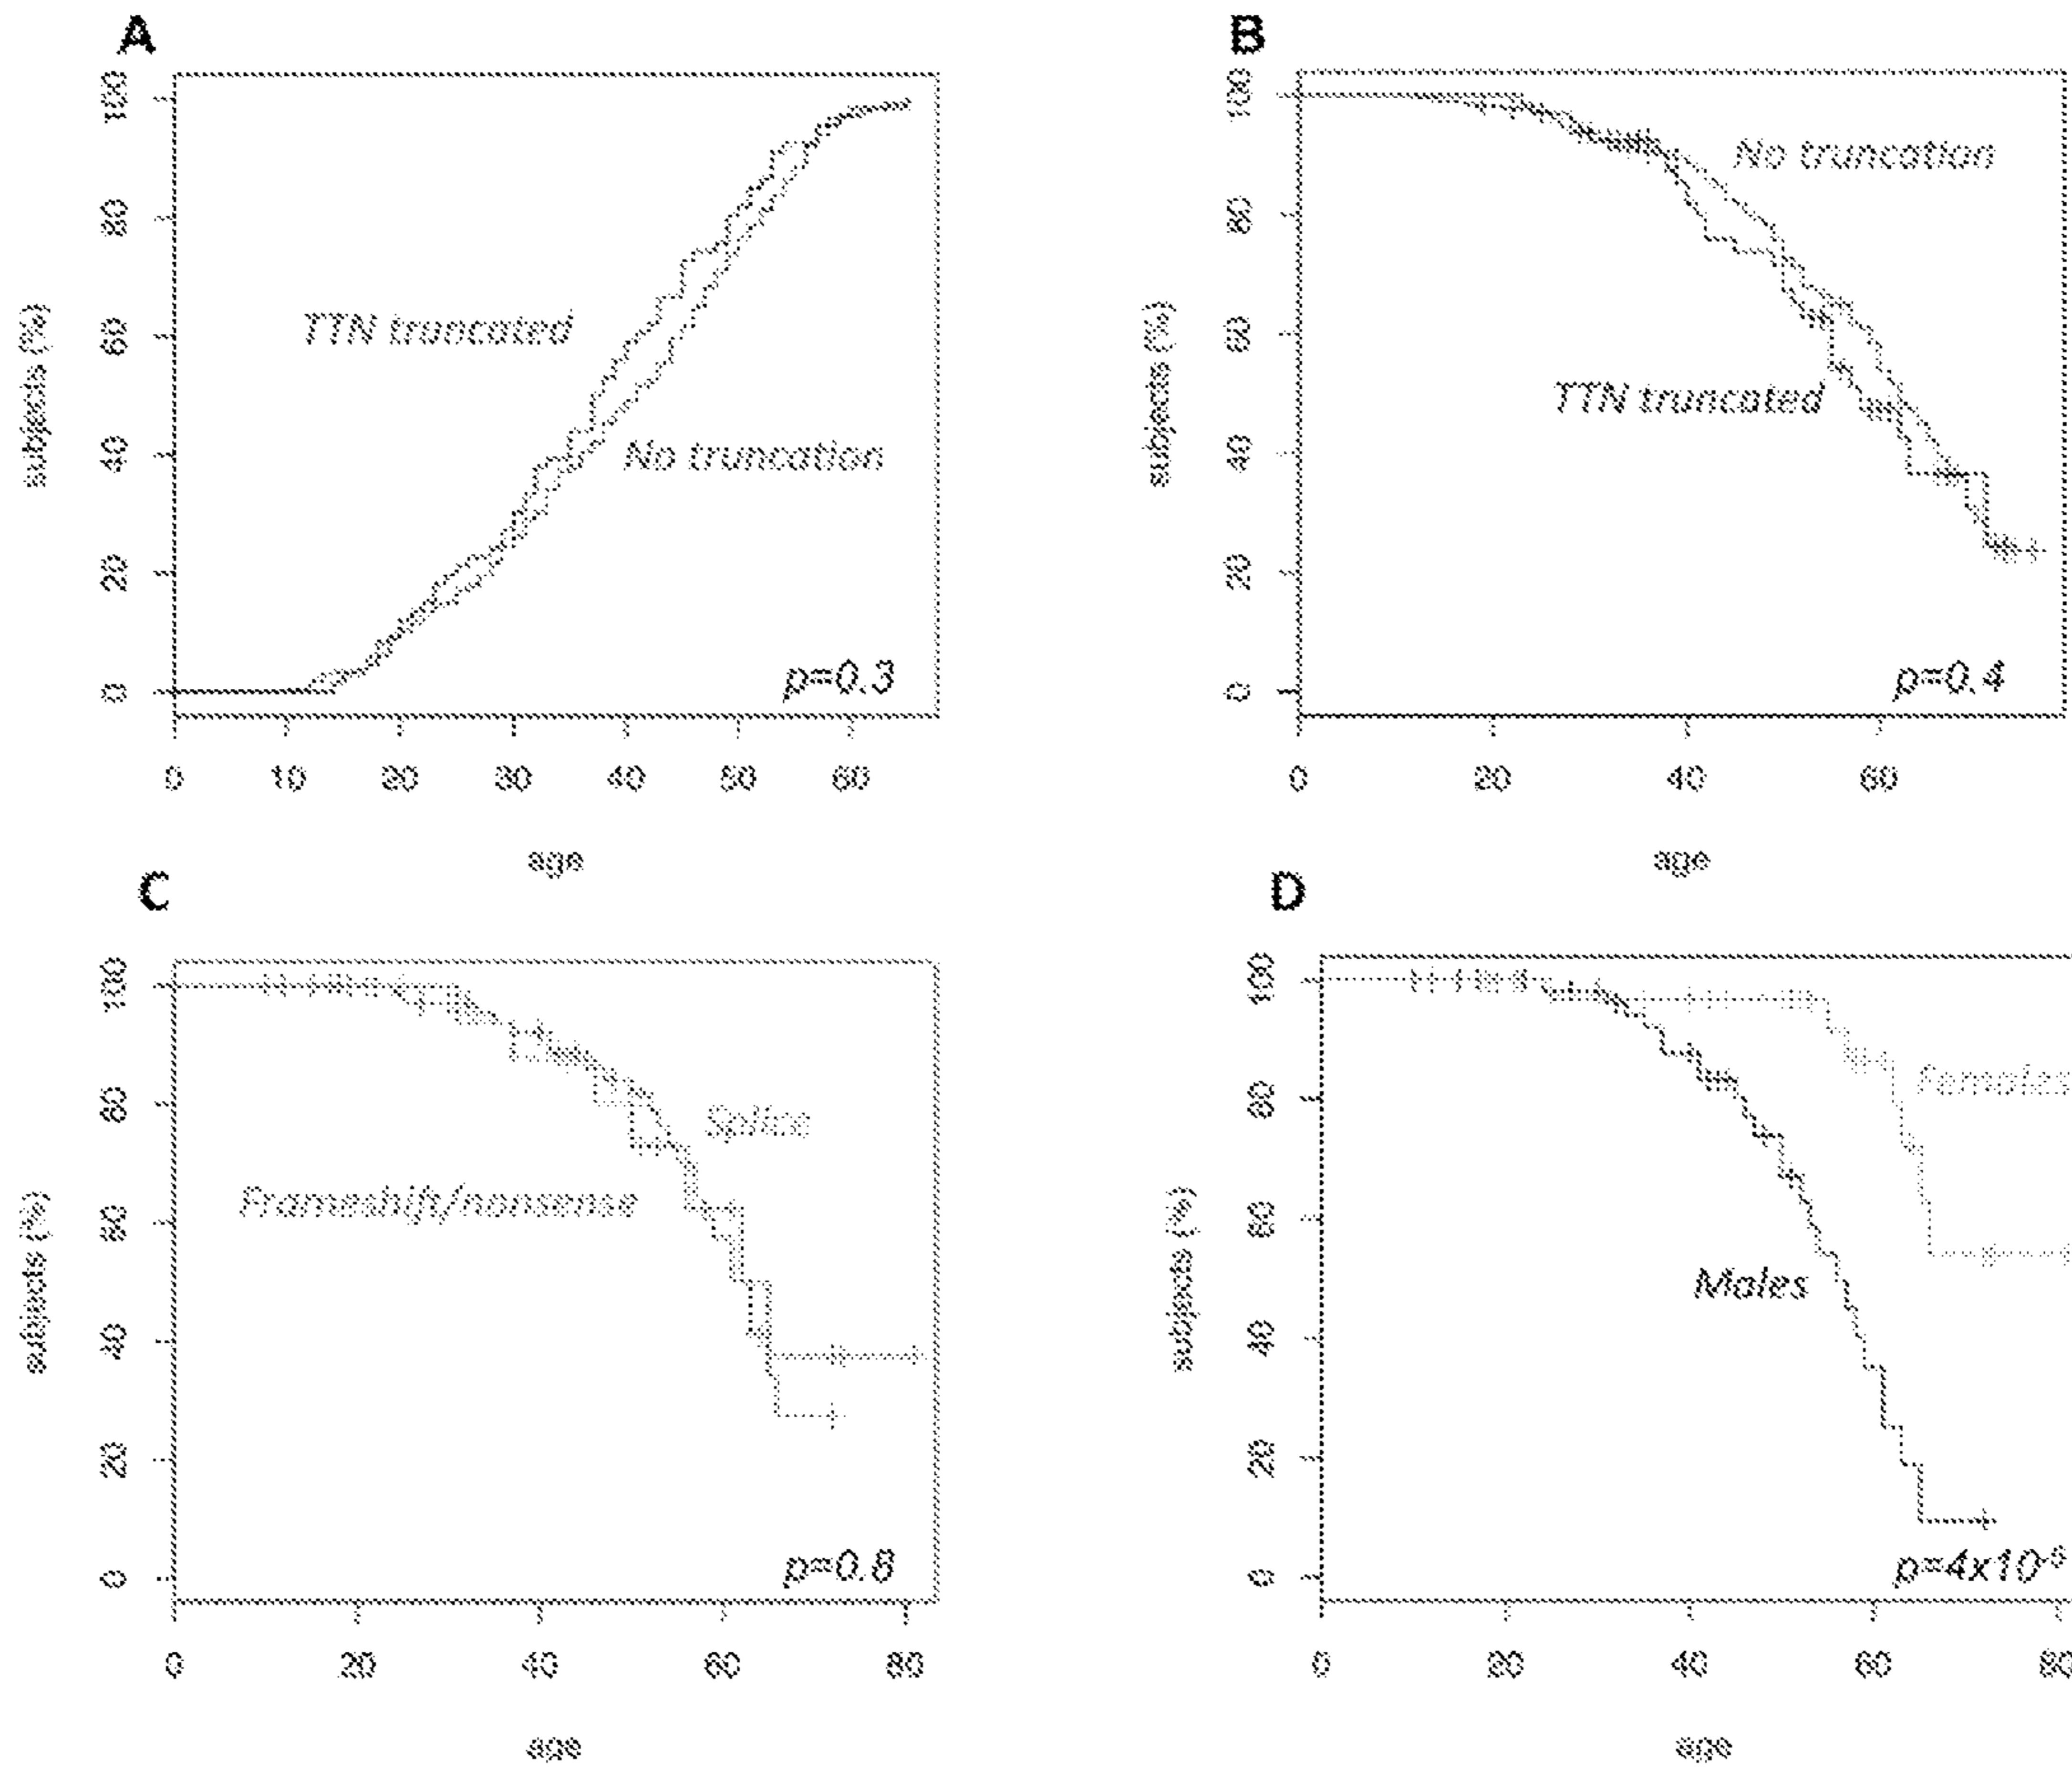 A
subjects (%)
100
80
60
40
20
0
TTN truncated
No truncation
p=0.3
0 10 20 30 40 50 60
age
B
subjects (%)
100
80
60
40
20
0
No truncation
TTN truncated
p=0.4
0 20 40 60
age
C
subjects (%)
100
80
60
40
20
0
Splice
Frameshift/nonsense
p=0.8
0 20 40 60 80
age
D
subjects (%)
100
80
60
40
20
0
Females
Males
0 20 40 60 80
age